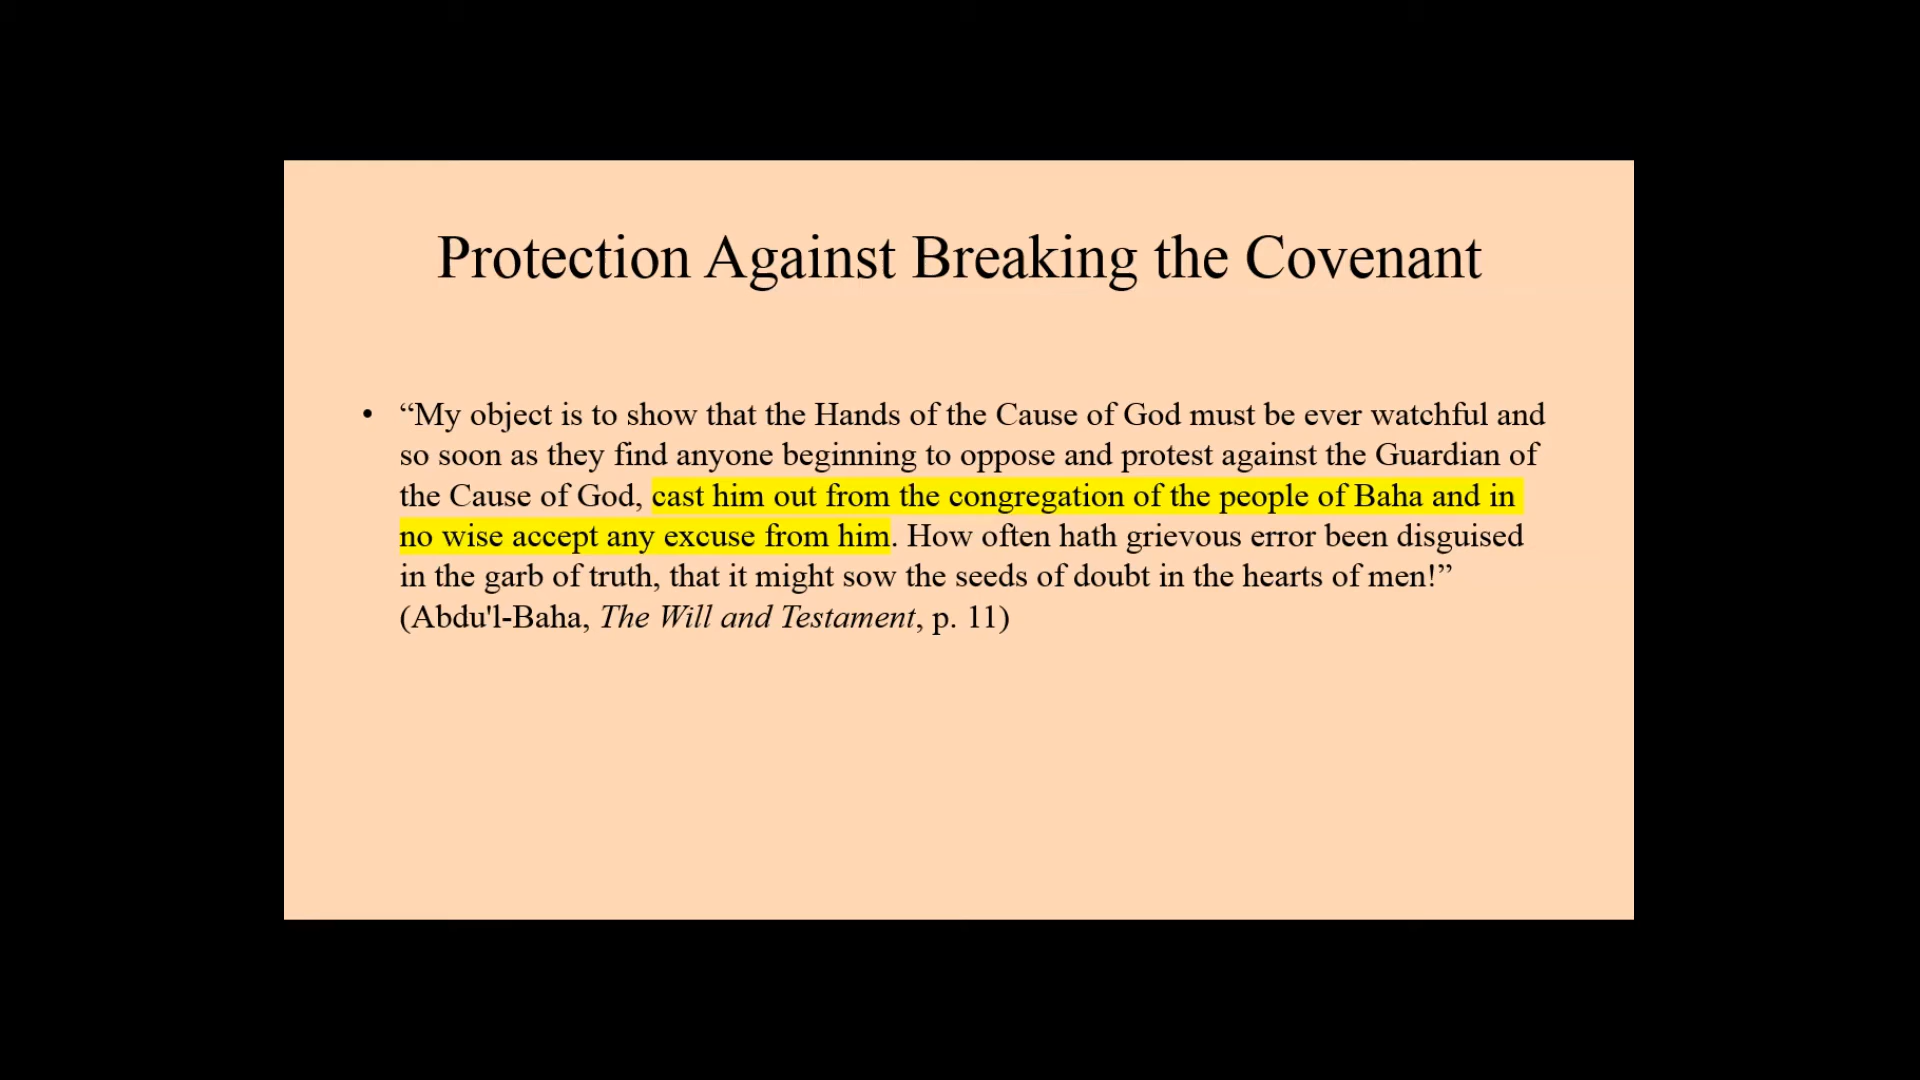 Protection Against Breaking the Covenant
• “My object is to show that the Hands of the Cause of God must be ever watchful and
so soon as they find anyone beginning to oppose and protest against the Guardian of
the Cause of God, cast him out from the congregation of the people of Baha and in
no wise accept any excuse from him. How often hath grievous error been disguised
in the garb of truth, that it might sow the seeds of doubt in the hearts of men!”
(Abdu'l-Baha, The Will and Testament, p. 11)